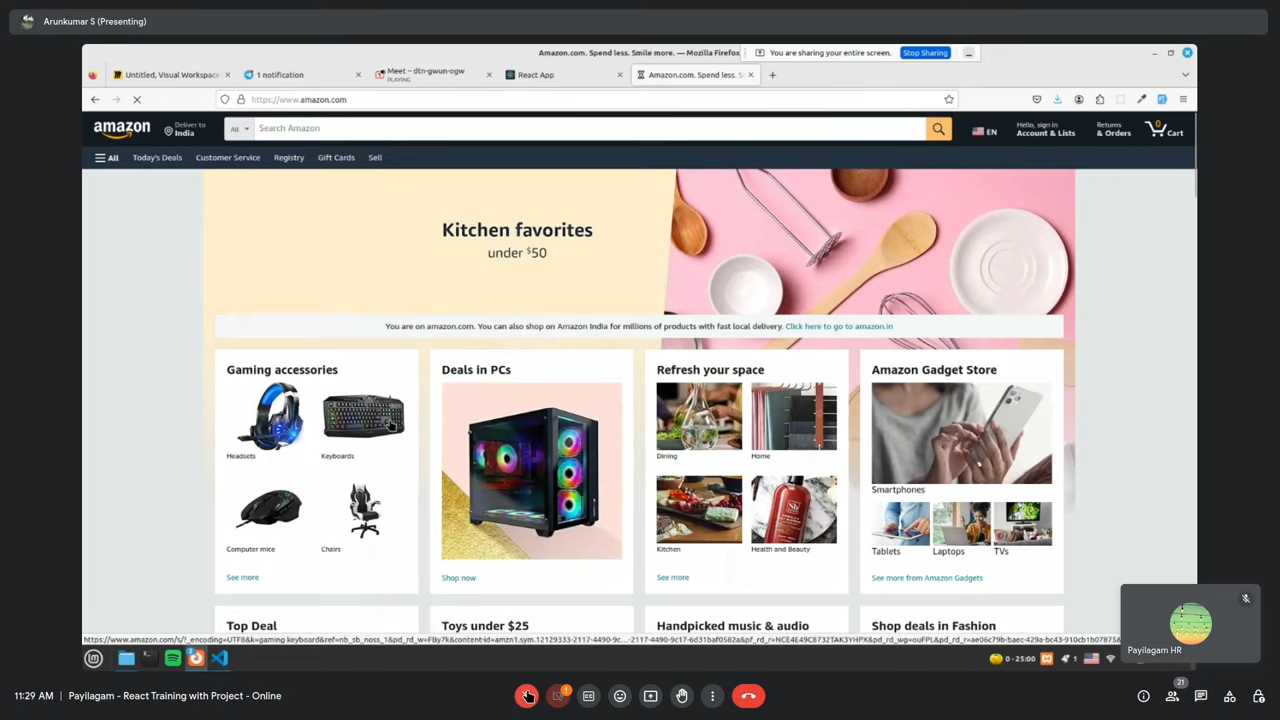 Arunkumar S (Presenting)
Amazon.com. Spend less. Smile more. — Mozilla Firefox
You are sharing your entire screen.
Stop Sharing
Untitled, Visual Workspace
1 notification
Meet – dtn-gwun-ogw
PLAYING
React App
Amazon.com. Spend less. S
https://www.amazon.com
amazon
Deliver to
India
All
Search Amazon
EN
Hello, sign in
Account & Lists
Returns
& Orders
0
Cart
All
Today's Deals
Customer Service
Registry
Gift Cards
Sell
Kitchen favorites
under $50
You are on amazon.com. You can also shop on Amazon India for millions of products with fast local delivery. Click here to go to amazon.in
Gaming accessories
Deals in PCs
Refresh your space
Amazon Gadget Store
Headsets
Keyboards
Dining
Home
Smartphones
Computer mice
Chairs
Kitchen
Health and Beauty
Tablets
Laptops
TVs
See more
Shop now
See more
See more from Amazon Gadgets
Top Deal
Toys under $25
Handpicked music & audio
Shop deals in Fashion
0 - 25:00
1
Payilagam HR
11:29 AM
Payilagam - React Training with Project - Online
21